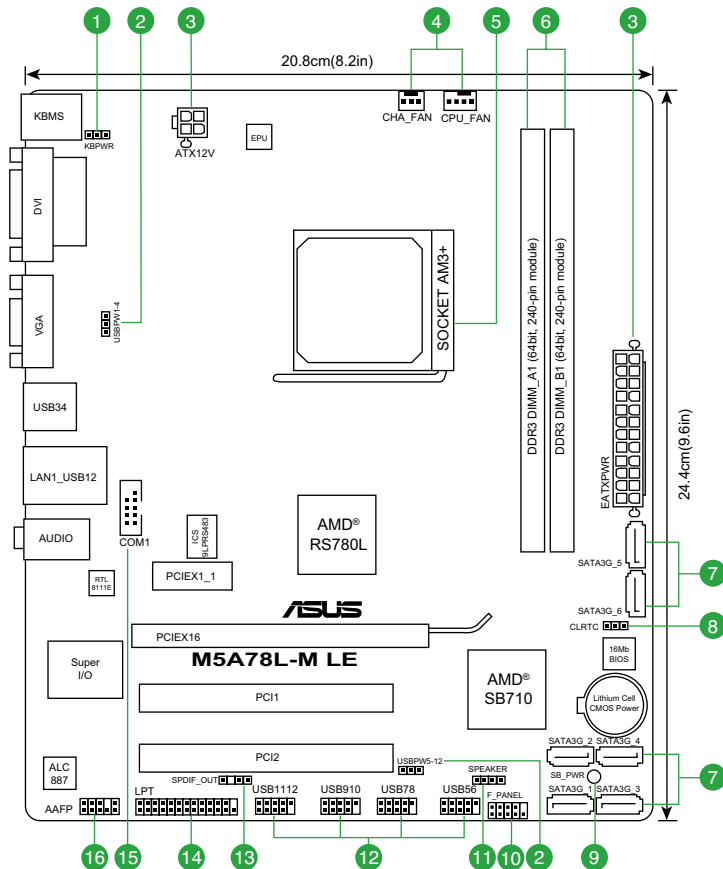 1 2 3 4 5 6 3
20.8cm(8.2in)
KBMS
KBPWR
ATX12V
EPU
CHA_FAN
CPU_FAN
DVI
SOCKET AM3+
DDR3 DIMM_A1 (64bit, 240-pin module)
DDR3 DIMM_B1 (64bit, 240-pin module)
VGA
USBPW1-4
USB34
EATXPWR
24.4cm(9.6in)
LAN1_USB12
AUDIO
COM1
ICS
9LPRS483
AMD®
RS780L
SATA3G_5
7
RTL
8111E
PCIEX1_1
SATA3G_6
ASUS
CLRTC
8
PCIEX16
M5A78L-M LE
Super
I/O
16Mb
BIOS
AMD®
SB710
Lithium Cell
CMOS Power
PCI1
SATA3G_2
SATA3G_4
PCI2
USBPW5-12
ALC
887
SPDIF_OUT
SPEAKER
SB_PWR
7
AAFP
LPT
USB1112
USB910
USB78
USB56
F_PANEL
SATA3G_1
SATA3G_3
16 15 14 13 12 2 11 10 9